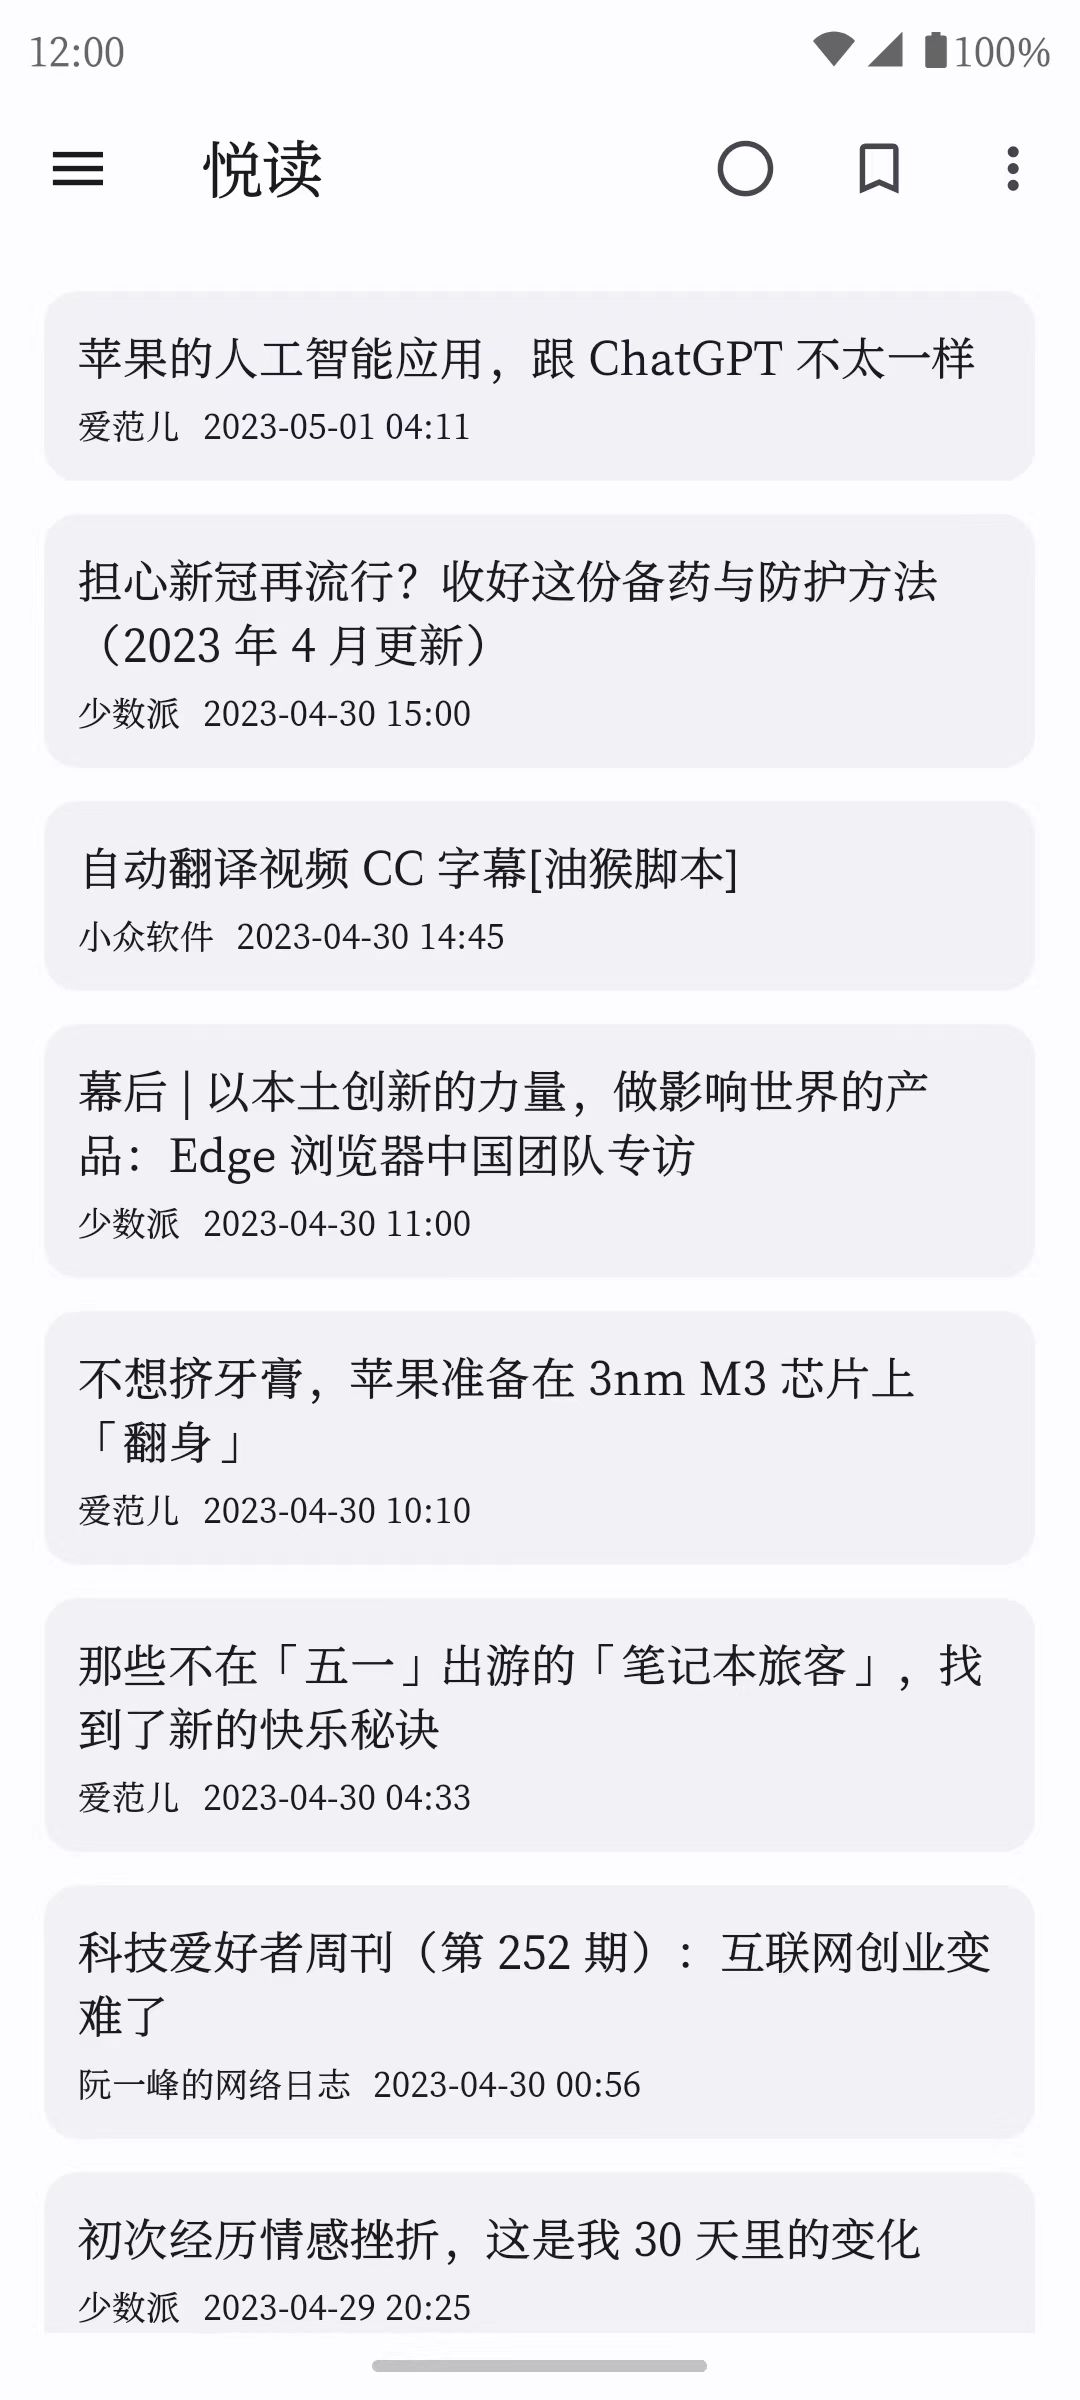 12:00
100%
悦读
苹果的人工智能应用，跟 ChatGPT 不太一样
爱范儿 2023-05-01 04:11
担心新冠再流行？收好这份备药与防护方法
（2023 年 4 月更新）
少数派 2023-04-30 15:00
自动翻译视频 CC 字幕[油猴脚本]
小众软件 2023-04-30 14:45
幕后 | 以本土创新的力量，做影响世界的产
品：Edge 浏览器中国团队专访
少数派 2023-04-30 11:00
不想挤牙膏，苹果准备在 3nm M3 芯片上
「翻身」
爱范儿 2023-04-30 10:10
那些不在「五一」出游的「笔记本旅客」，找
到了新的快乐秘诀
爱范儿 2023-04-30 04:33
科技爱好者周刊（第 252 期）：互联网创业变
难了
阮一峰的网络日志 2023-04-30 00:56
初次经历情感挫折，这是我 30 天里的变化
少数派 2023-04-29 20:25